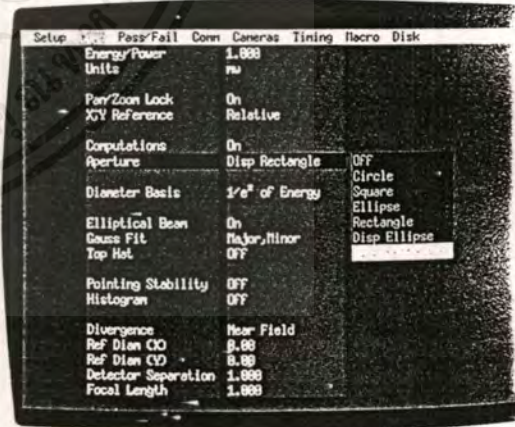 Setup Pass/Fail Comm Cameras Timing Macro Disk
Energy/Power 1.000
Units mw
Pan/Zoom Lock On
X/Y Reference Relative
Computations On
Aperture Disp Rectangle OFF
Circle
Diameter Basis 1/e² of Energy Square
Ellipse
Elliptical Beam On Rectangle
Gauss Fit Major,Minor Disp Ellipse
Top Hat OFF
Pointing Stability OFF
Histogram OFF
Divergence Near Field
Ref Diam (X) 0.00
Ref Diam (Y) 0.00
Detector Separation 1.000
Focal Length 1.000